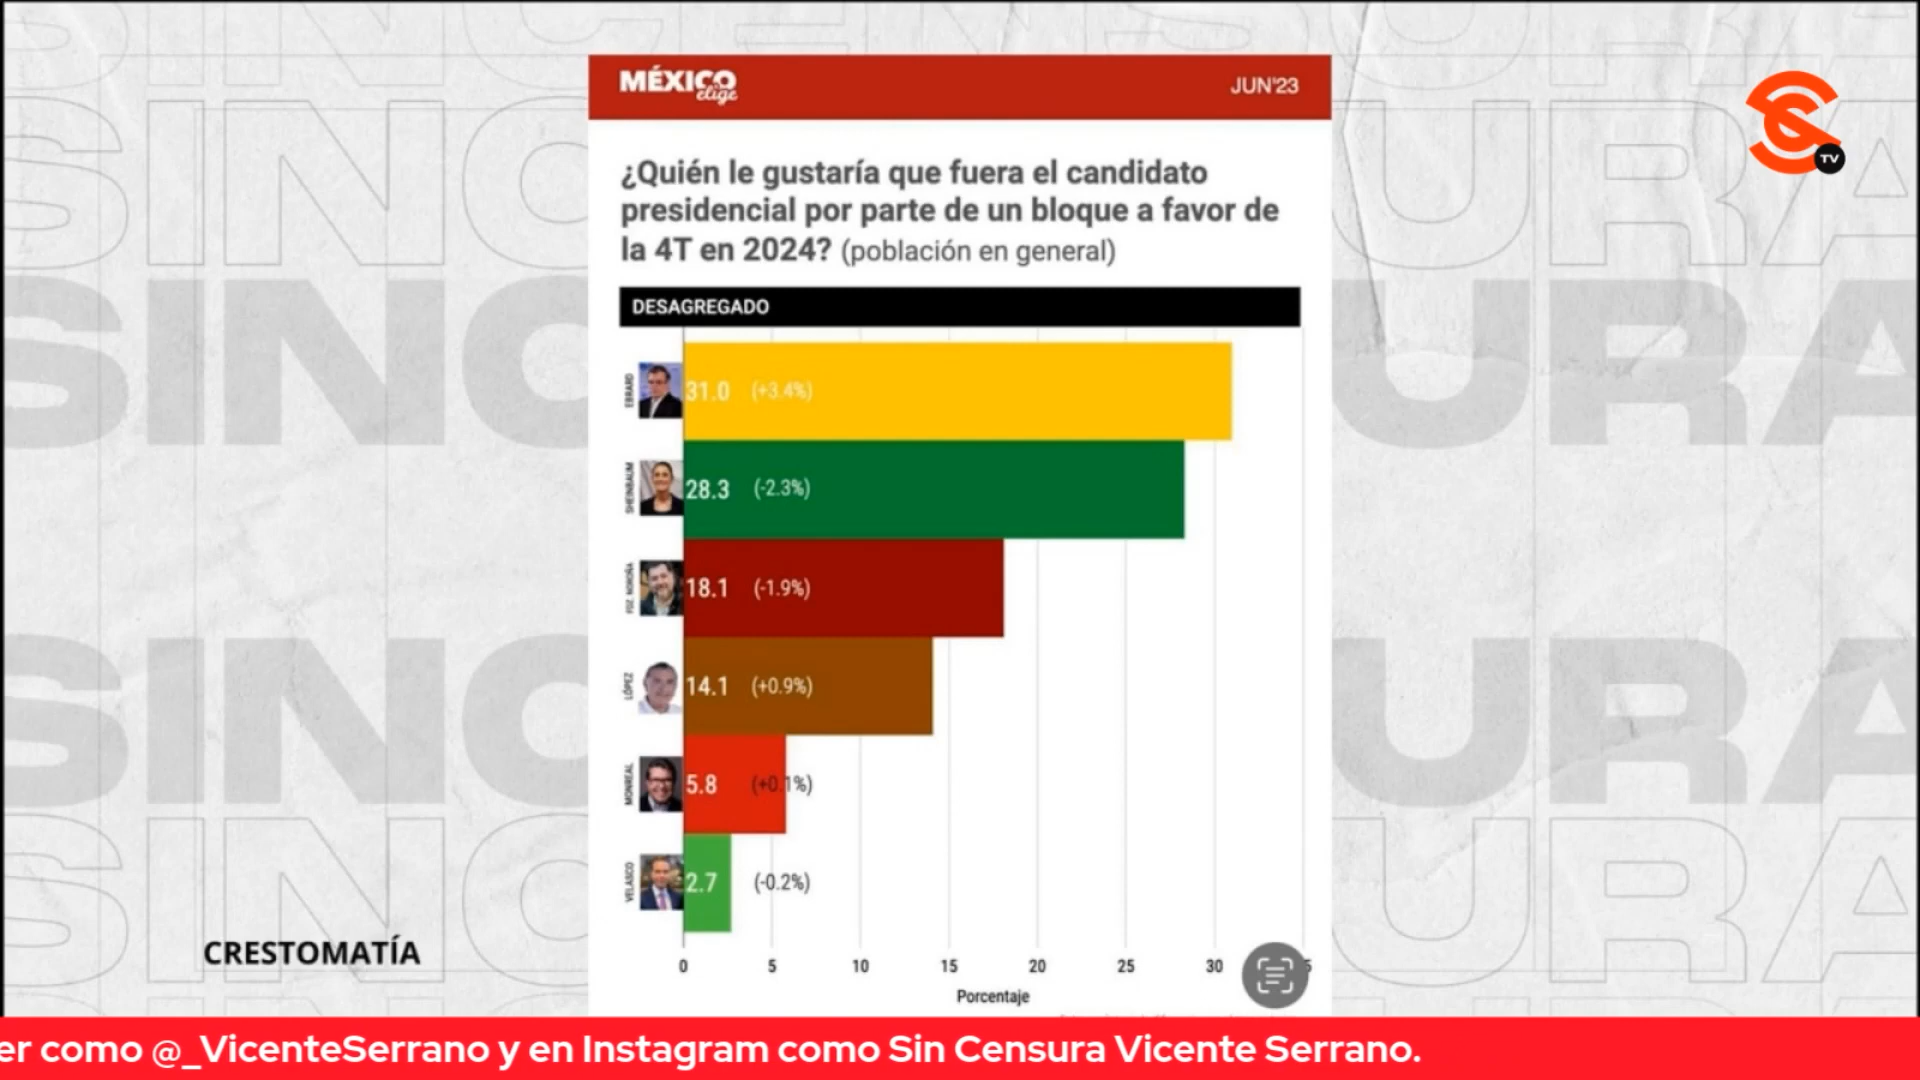 MÉXICO
elige
JUN'23
TV
¿Quién le gustaría que fuera el candidato
presidencial por parte de un bloque a favor de
la 4T en 2024? (población en general)
DESAGREGADO
EBRARD
31.0 (+3.4%)
SHEINBAUM
28.3 (-2.3%)
FDZ. NOROÑA
18.1 (-1.9%)
LÓPEZ
14.1 (+0.9%)
MONREAL
5.8 (+0.1%)
VELASCO
2.7 (-0.2%)
0 5 10 15 20 25 30 5
Porcentaje
CRESTOMATÍA
er como @_VicenteSerrano y en Instagram como Sin Censura Vicente Serrano.